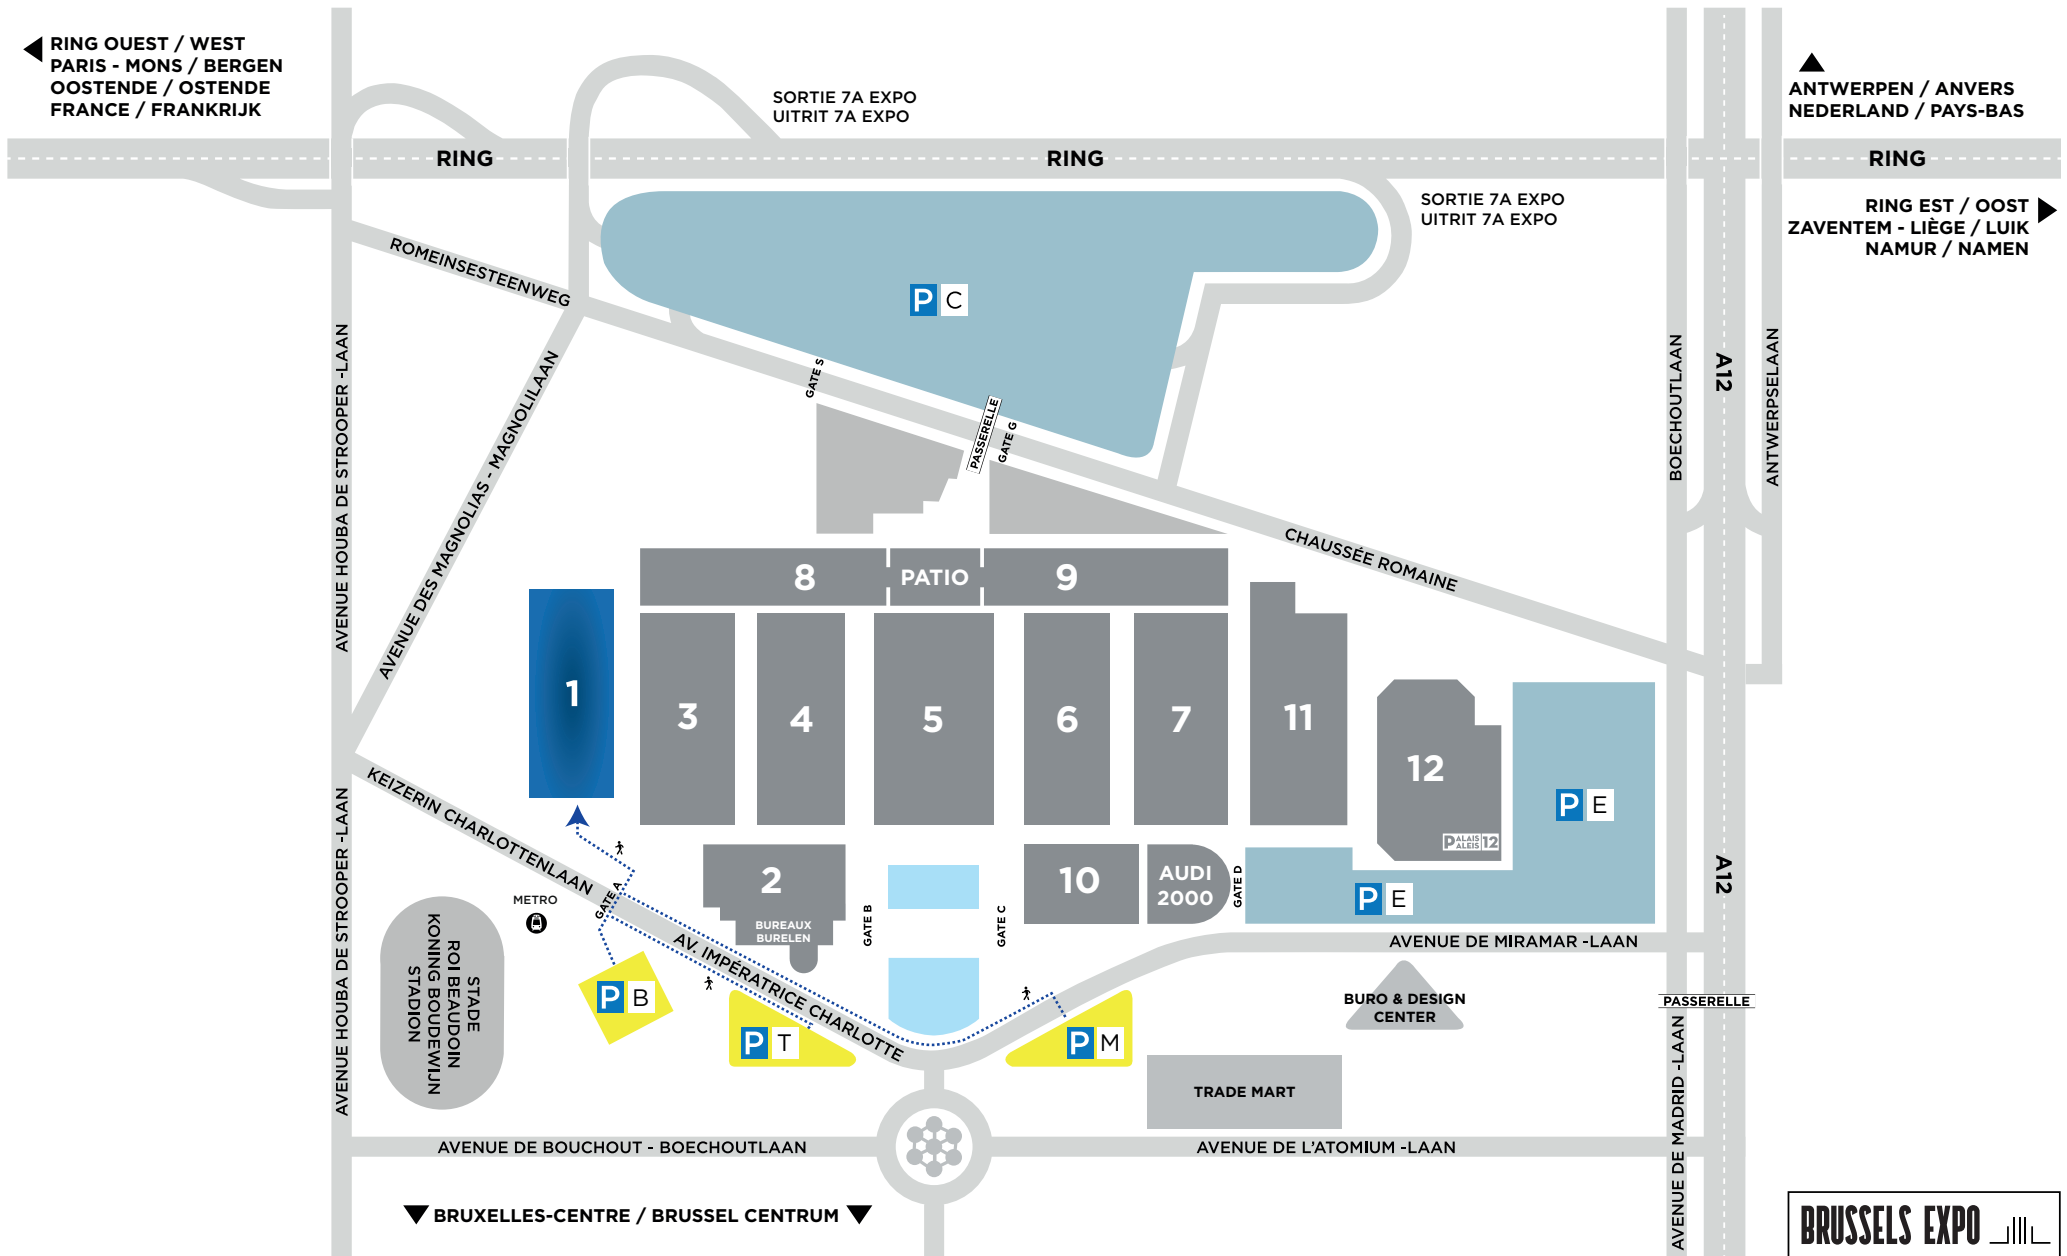 RING OUEST / WEST
PARIS - MONS / BERGEN
OOSTENDE / OSTENDE
FRANCE / FRANKRIJK
SORTIE 7A EXPO
UITRIT 7A EXPO
ANTWERPEN / ANVERS
NEDERLAND / PAYS-BAS
RING
RING
RING
SORTIE 7A EXPO
UITRIT 7A EXPO
RING EST / OOST
ZAVENTEM - LIÈGE / LUIK
NAMUR / NAMEN
ROMEINSESTEENWEG
P C
AVENUE HOUBA DE STROOPER -LAAN
AVENUE DES MAGNOLIAS - MAGNOLILAAN
GATE S
PASSERELLE
GATE G
BOECHOUTLAAN
A12
ANTWERPSELAAN
CHAUSSÉE ROMAINE
8
PATIO
9
1
3
4
5
6
7
11
12
PALAIS 12
PALEIS
P E
KEIZERIN CHARLOTTENLAAN
AVENUE HOUBA DE STROOPER -LAAN
METRO
GATE A
2
BUREAUX
BURELEN
GATE B
GATE C
10
AUDI
2000
GATE D
P E
A12
STADE
ROI BEAUDOIN
KONING BOUDEWIJN
STADION
AV. IMPÉRATRICE CHARLOTTE
AVENUE DE MIRAMAR -LAAN
P B
P T
P M
BURO & DESIGN
CENTER
PASSERELLE
TRADE MART
AVENUE DE MADRID -LAAN
AVENUE DE BOUCHOUT - BOECHOUTLAAN
AVENUE DE L'ATOMIUM -LAAN
BRUXELLES-CENTRE / BRUSSEL CENTRUM
BRUSSELS EXPO